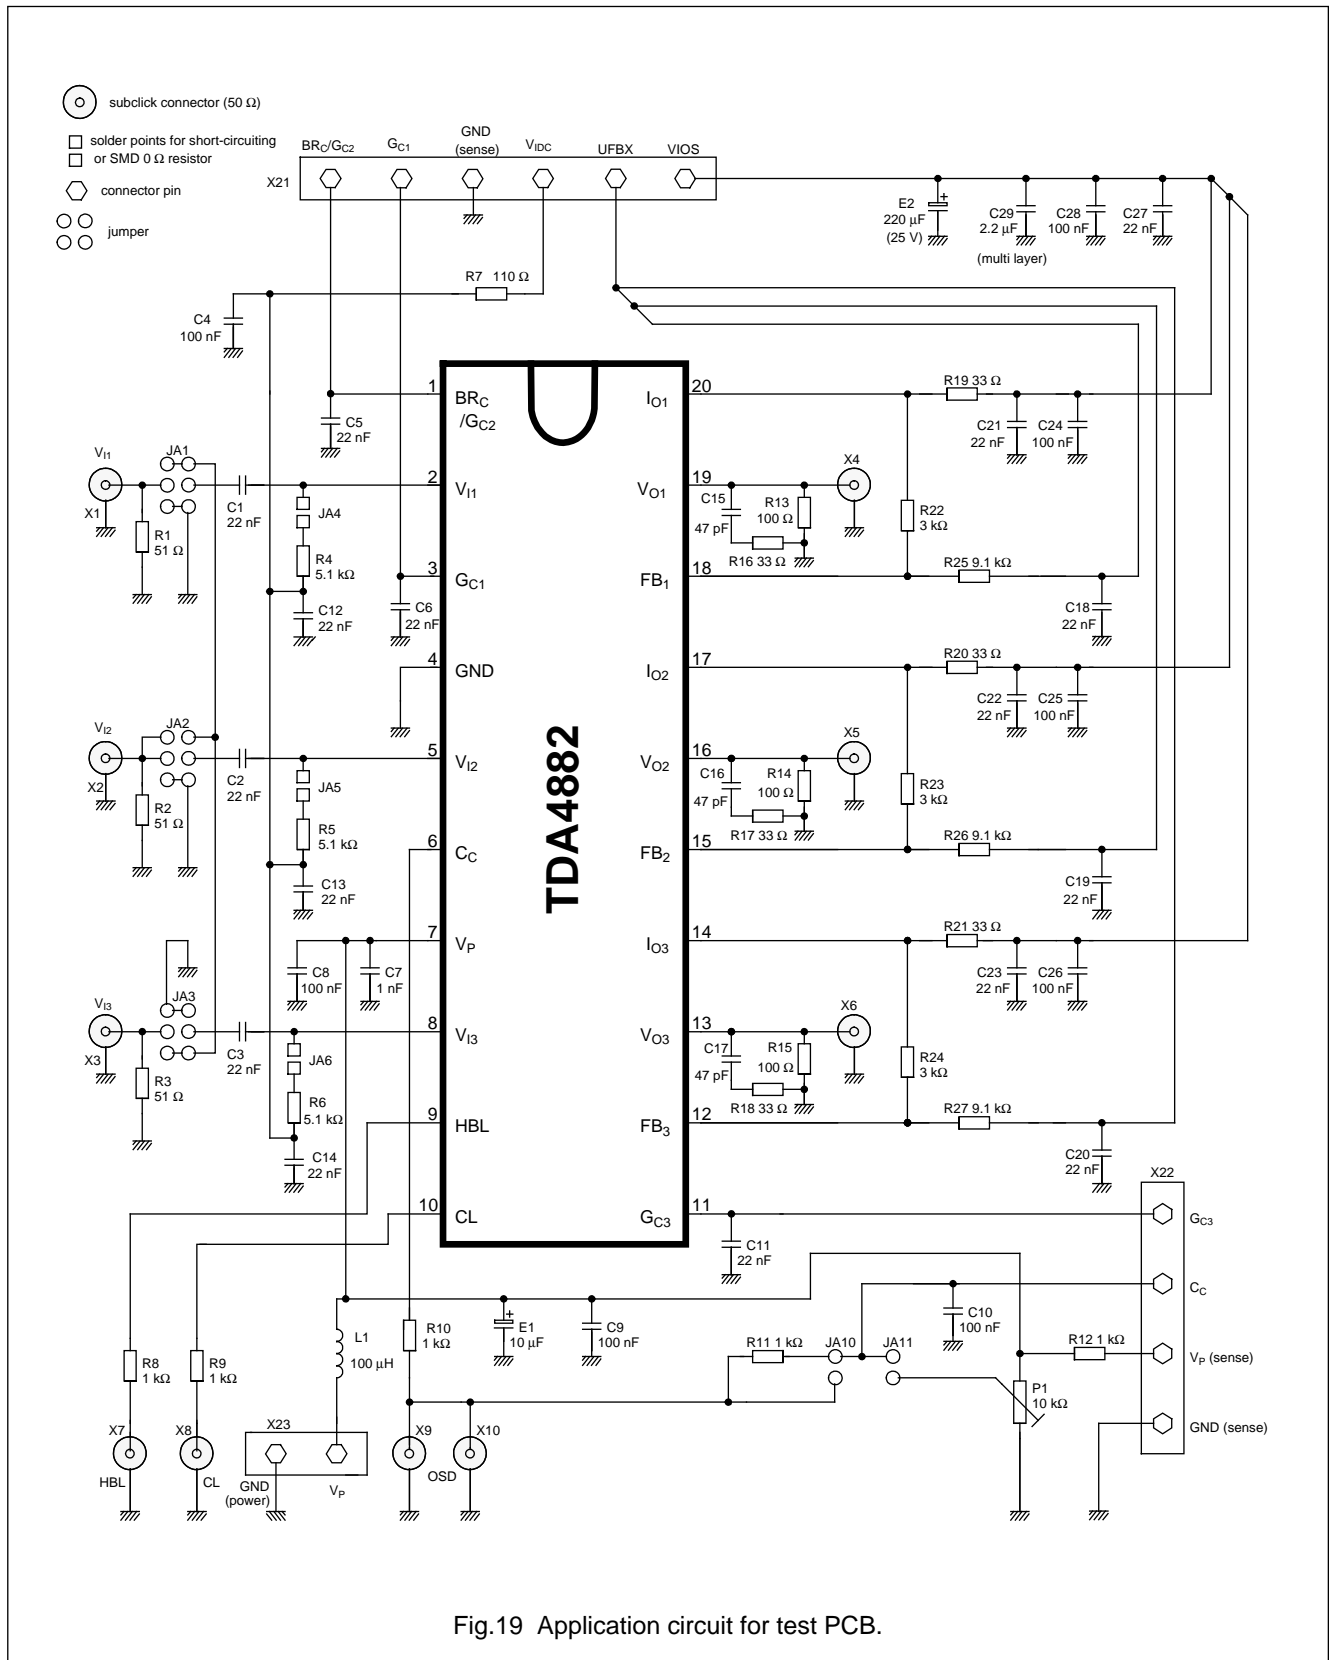 subclick connector (50 Ω)
solder points for short-circuiting
or SMD 0 Ω resistor
connector pin
jumper
X21
BRC/GC2
GC1
GND
(sense)
VIDC
UFBX
VIOS
E2
220 μF
(25 V)
C29
2.2 μF
(multi layer)
C28
100 nF
C27
22 nF
R7 110 Ω
C4
100 nF
C5
22 nF
1
BRC
/GC2
2
VI1
3
GC1
4
GND
5
VI2
6
CC
7
VP
8
VI3
9
HBL
10
CL
TDA4882
20
IO1
19
VO1
18
FB1
17
IO2
16
VO2
15
FB2
14
IO3
13
VO3
12
FB3
11
GC3
VI1
X1
JA1
R1
51 Ω
C1
22 nF
JA4
R4
5.1 kΩ
C12
22 nF
C6
22 nF
VI2
X2
JA2
R2
51 Ω
C2
22 nF
JA5
R5
5.1 kΩ
C13
22 nF
C8
100 nF
C7
1 nF
VI3
X3
JA3
R3
51 Ω
C3
22 nF
JA6
R6
5.1 kΩ
C14
22 nF
R19 33 Ω
C21
22 nF
C24
100 nF
X4
C15
47 pF
R13
100 Ω
R16 33 Ω
R22
3 kΩ
R25 9.1 kΩ
C18
22 nF
R20 33 Ω
C22
22 nF
C25
100 nF
X5
C16
47 pF
R14
100 Ω
R17 33 Ω
R23
3 kΩ
R26 9.1 kΩ
C19
22 nF
R21 33 Ω
C23
22 nF
C26
100 nF
X6
C17
47 pF
R15
100 Ω
R18 33 Ω
R24
3 kΩ
R27 9.1 kΩ
C20
22 nF
X22
GC3
CC
VP (sense)
GND (sense)
C11
22 nF
C10
100 nF
R12 1 kΩ
R11 1 kΩ
JA10
JA11
P1
10 kΩ
R8
1 kΩ
R9
1 kΩ
L1
100 μH
R10
1 kΩ
E1
10 μF
C9
100 nF
X7
HBL
X8
CL
X23
GND
(power)
VP
X9
OSD
X10
Fig.19 Application circuit for test PCB.